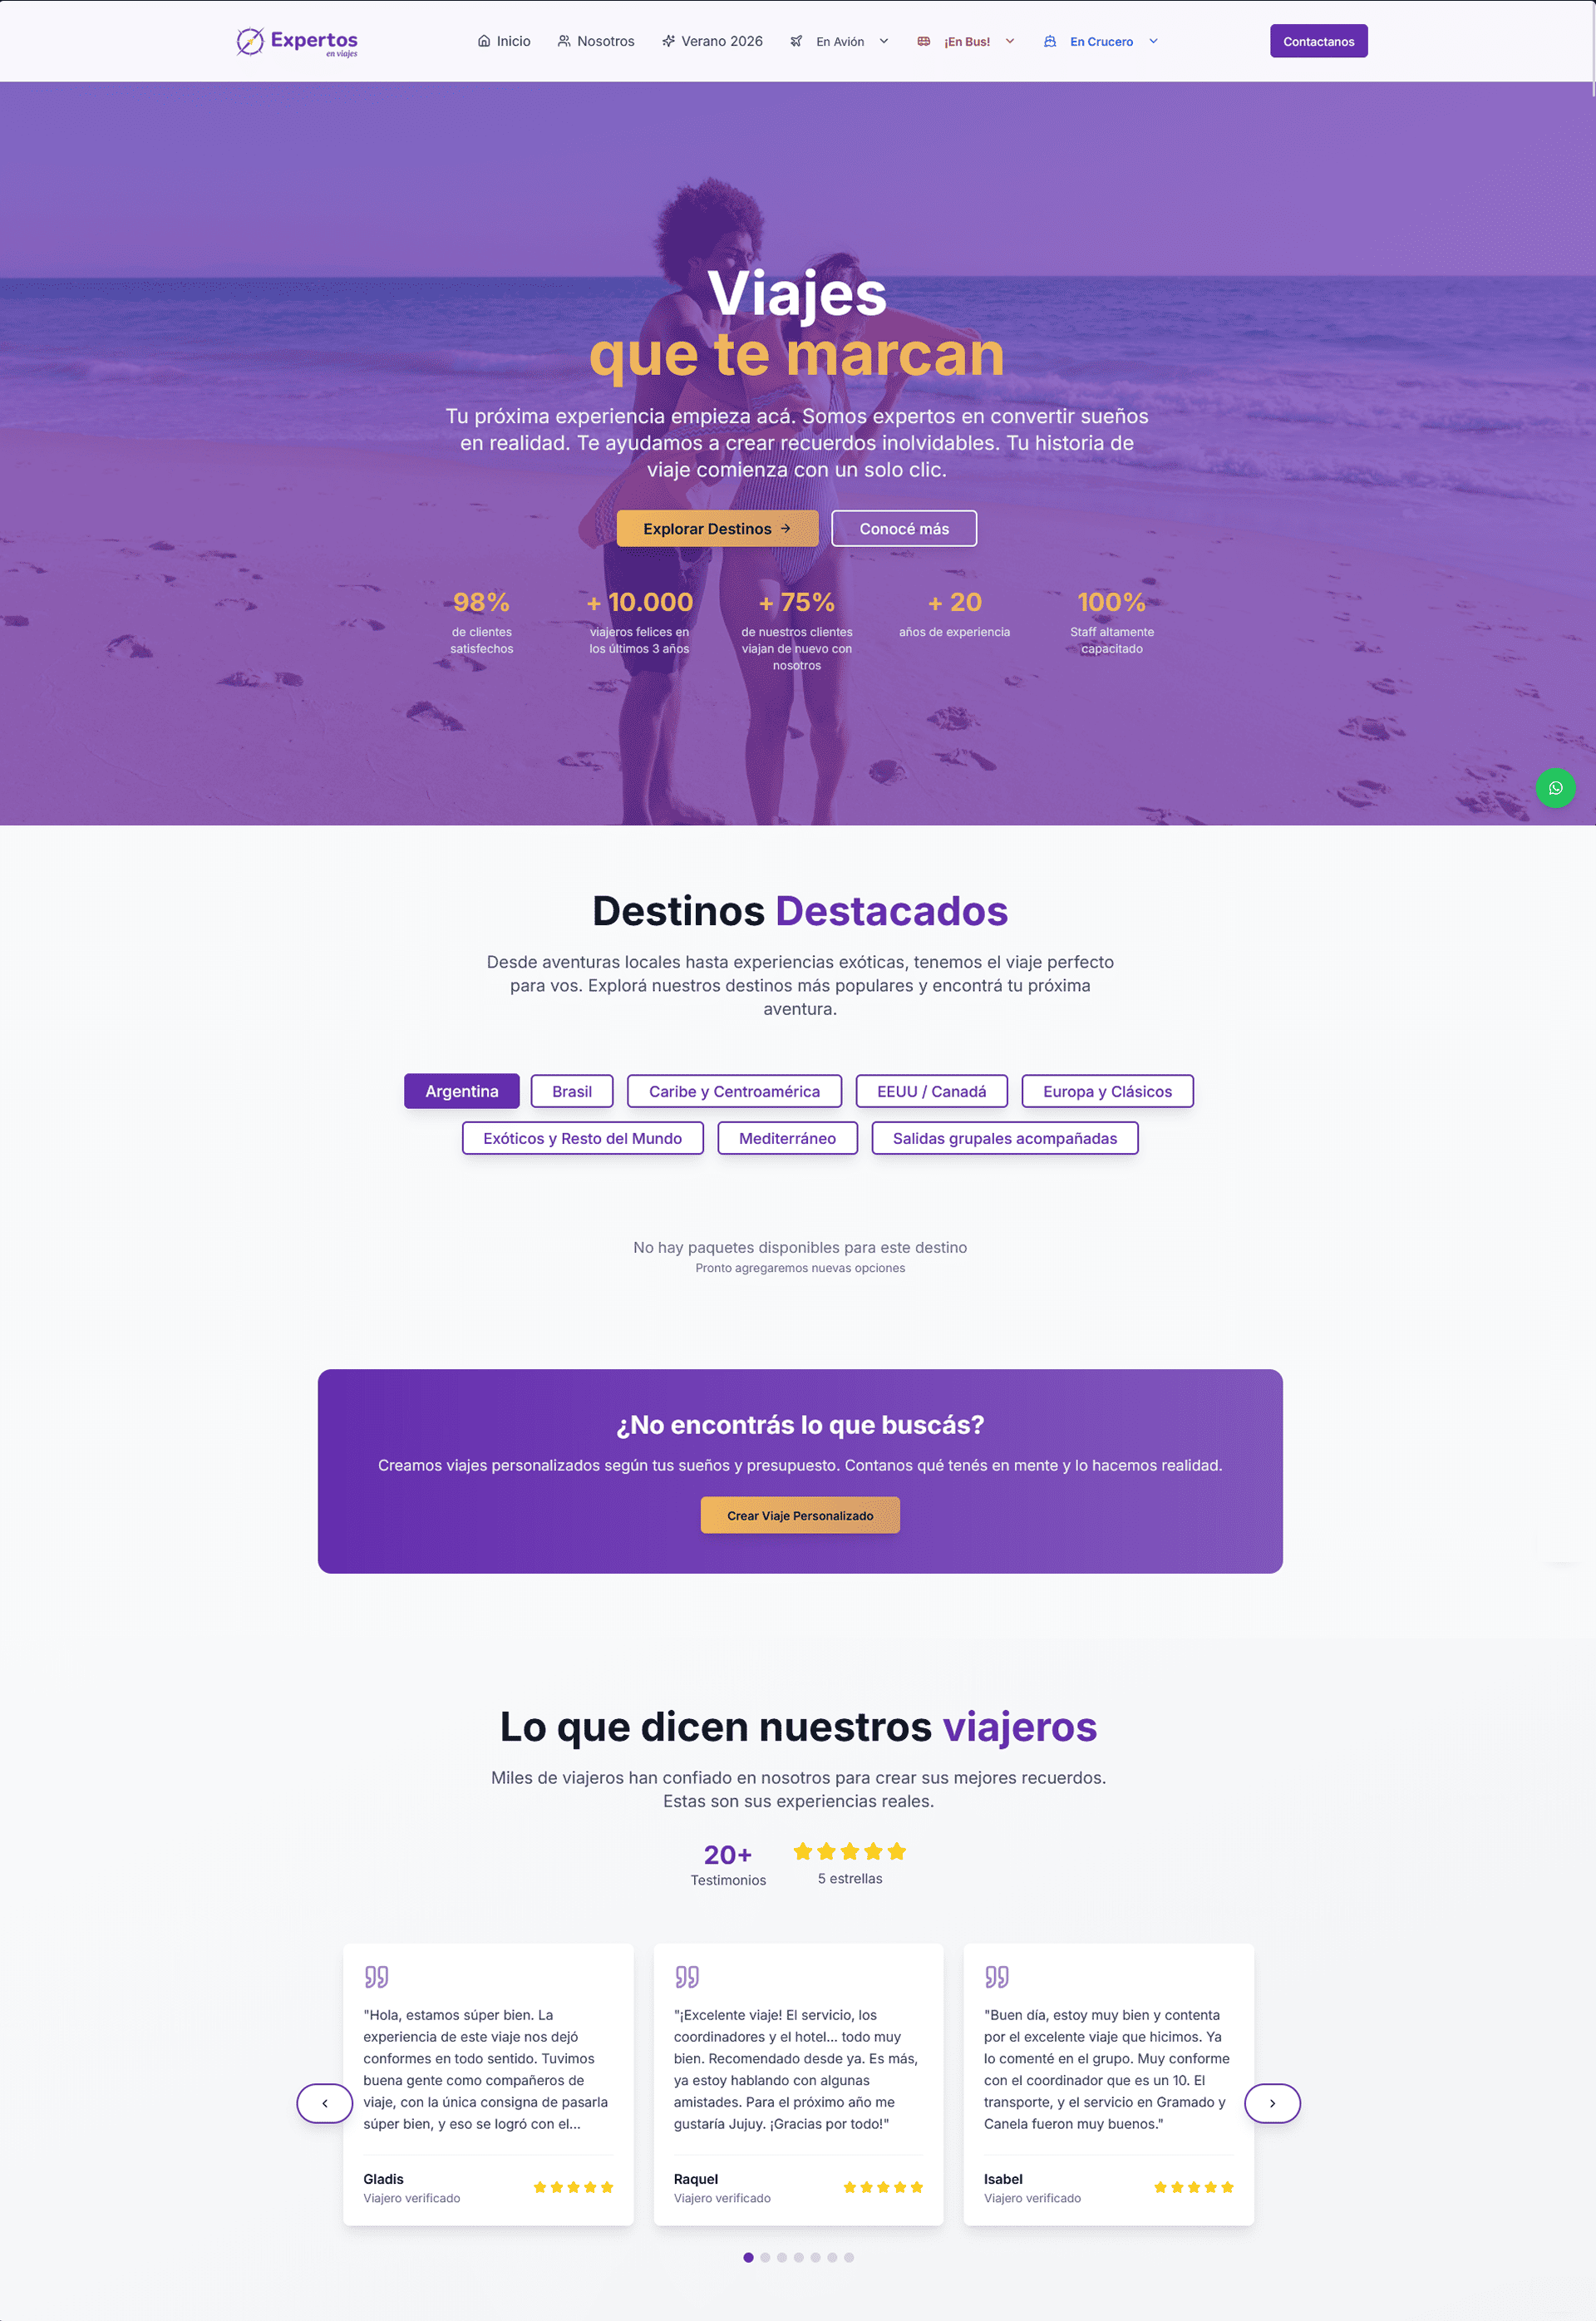 Expertos
en viajes
Inicio
Nosotros
Verano 2026
En Avión
¡En Bus!
En Crucero
Contactanos
Viajes
que te marcan
Tu próxima experiencia empieza acá. Somos expertos en convertir sueños
en realidad. Te ayudamos a crear recuerdos inolvidables. Tu historia de
viaje comienza con un solo clic.
Explorar Destinos →
Conocé más
98%
de clientes
satisfechos
+ 10.000
viajeros felices en
los últimos 3 años
+ 75%
de nuestros clientes
viajan de nuevo con
nosotros
+ 20
años de experiencia
100%
Staff altamente
capacitado
Destinos Destacados
Desde aventuras locales hasta experiencias exóticas, tenemos el viaje perfecto
para vos. Explorá nuestros destinos más populares y encontrá tu próxima
aventura.
Argentina
Brasil
Caribe y Centroamérica
EEUU / Canadá
Europa y Clásicos
Exóticos y Resto del Mundo
Mediterráneo
Salidas grupales acompañadas
No hay paquetes disponibles para este destino
Pronto agregaremos nuevas opciones
¿No encontrás lo que buscás?
Creamos viajes personalizados según tus sueños y presupuesto. Contanos qué tenés en mente y lo hacemos realidad.
Crear Viaje Personalizado
Lo que dicen nuestros viajeros
Miles de viajeros han confiado en nosotros para crear sus mejores recuerdos.
Estas son sus experiencias reales.
20+
Testimonios
5 estrellas
"Hola, estamos súper bien. La
experiencia de este viaje nos dejó
conformes en todo sentido. Tuvimos
buena gente como compañeros de
viaje, con la única consigna de pasarla
súper bien, y eso se logró con el...
Gladis
Viajero verificado
"¡Excelente viaje! El servicio, los
coordinadores y el hotel... todo muy
bien. Recomendado desde ya. Es más,
ya estoy hablando con algunas
amistades. Para el próximo año me
gustaría Jujuy. ¡Gracias por todo!"
Raquel
Viajero verificado
"Buen día, estoy muy bien y contenta
por el excelente viaje que hicimos. Ya
lo comenté en el grupo. Muy conforme
con el coordinador que es un 10. El
transporte, y el servicio en Gramado y
Canela fueron muy buenos."
Isabel
Viajero verificado